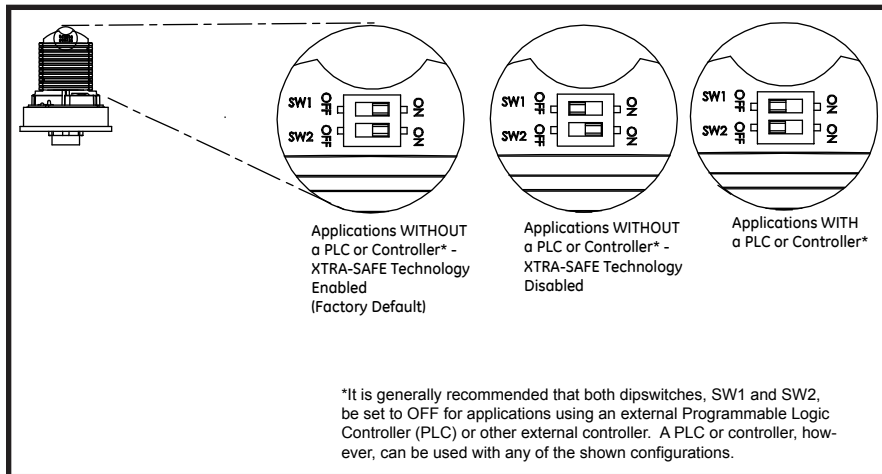 SW1 OFF ON
SW2 OFF ON
Applications WITHOUT
a PLC or Controller* -
XTRA-SAFE Technology
Enabled
(Factory Default)
SW1 OFF ON
SW2 OFF ON
Applications WITHOUT
a PLC or Controller* -
XTRA-SAFE Technology
Disabled
SW1 OFF ON
SW2 OFF ON
Applications WITH
a PLC or Controller*
*It is generally recommended that both dipswitches, SW1 and SW2,
be set to OFF for applications using an external Programmable Logic
Controller (PLC) or other external controller.  A PLC or controller, how-
ever, can be used with any of the shown configurations.